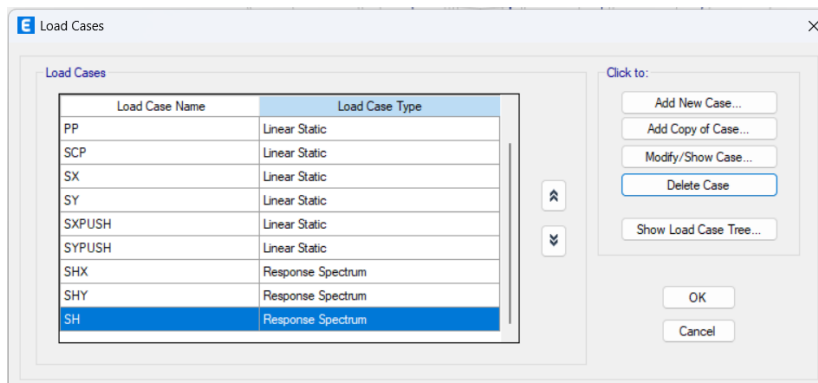 E Load Cases
Load Cases
Load Case Name Load Case Type
PP Linear Static
SCP Linear Static
SX Linear Static
SY Linear Static
SXPUSH Linear Static
SYPUSH Linear Static
SHX Response Spectrum
SHY Response Spectrum
SH Response Spectrum
Click to:
Add New Case...
Add Copy of Case...
Modify/Show Case...
Delete Case
Show Load Case Tree...
OK
Cancel